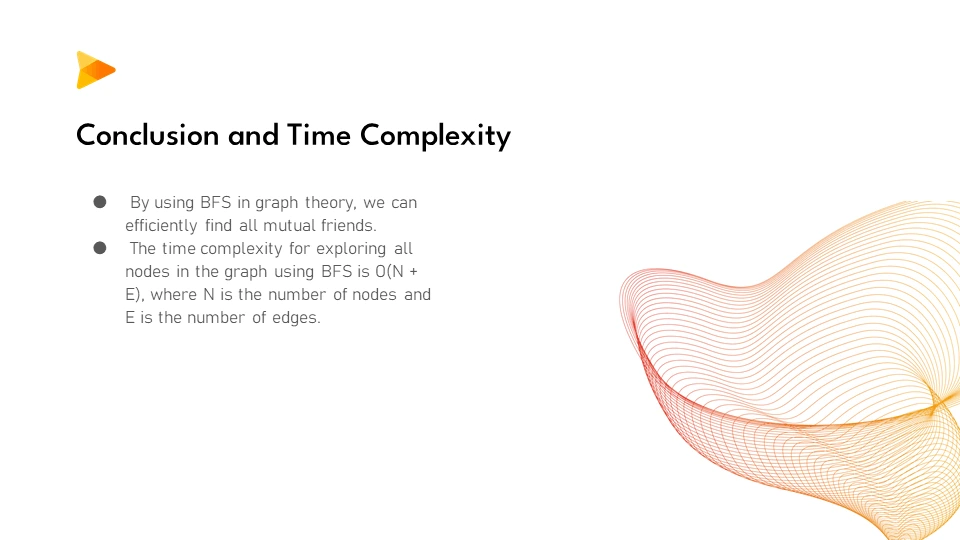 Conclusion and Time Complexity
● By using BFS in graph theory, we can
efficiently find all mutual friends.
● The time complexity for exploring all
nodes in the graph using BFS is O(N +
E), where N is the number of nodes and
E is the number of edges.